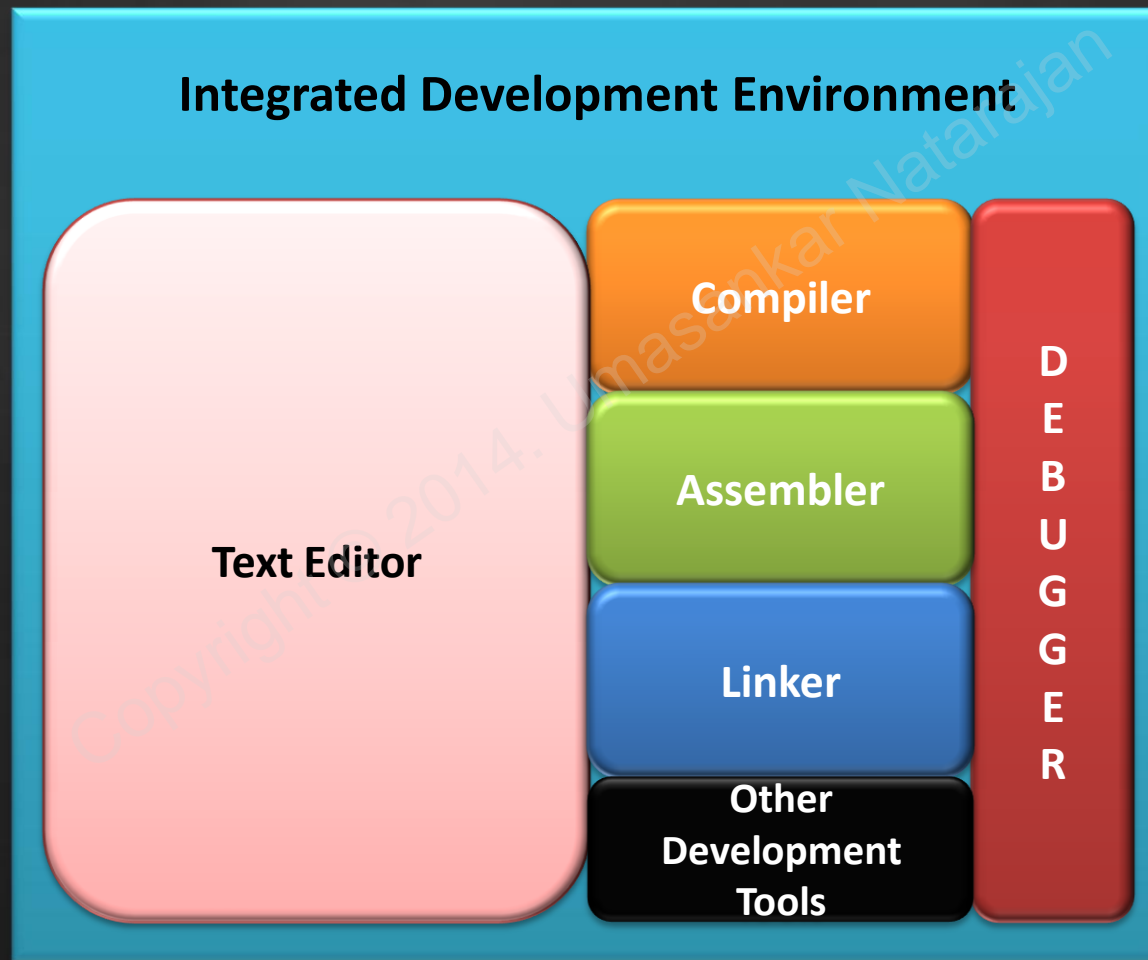 Integrated Development Environment
Text Editor
Compiler
Assembler
Linker
Other
Development
Tools
D
E
B
U
G
G
E
R
Copyright © 2014. Umasankar Natarajan